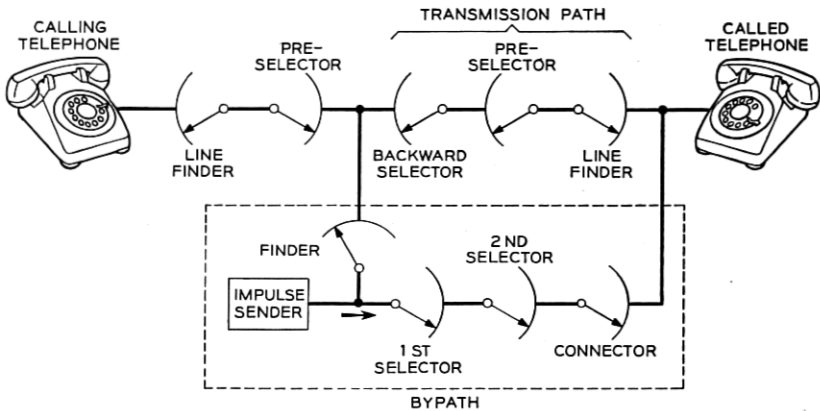 TRANSMISSION PATH
CALLING
TELEPHONE
CALLED
TELEPHONE
PRE-
SELECTOR
PRE-
SELECTOR
LINE
FINDER
BACKWARD
SELECTOR
LINE
FINDER
FINDER
2 ND
SELECTOR
IMPULSE
SENDER
1 ST
SELECTOR
CONNECTOR
BYPATH